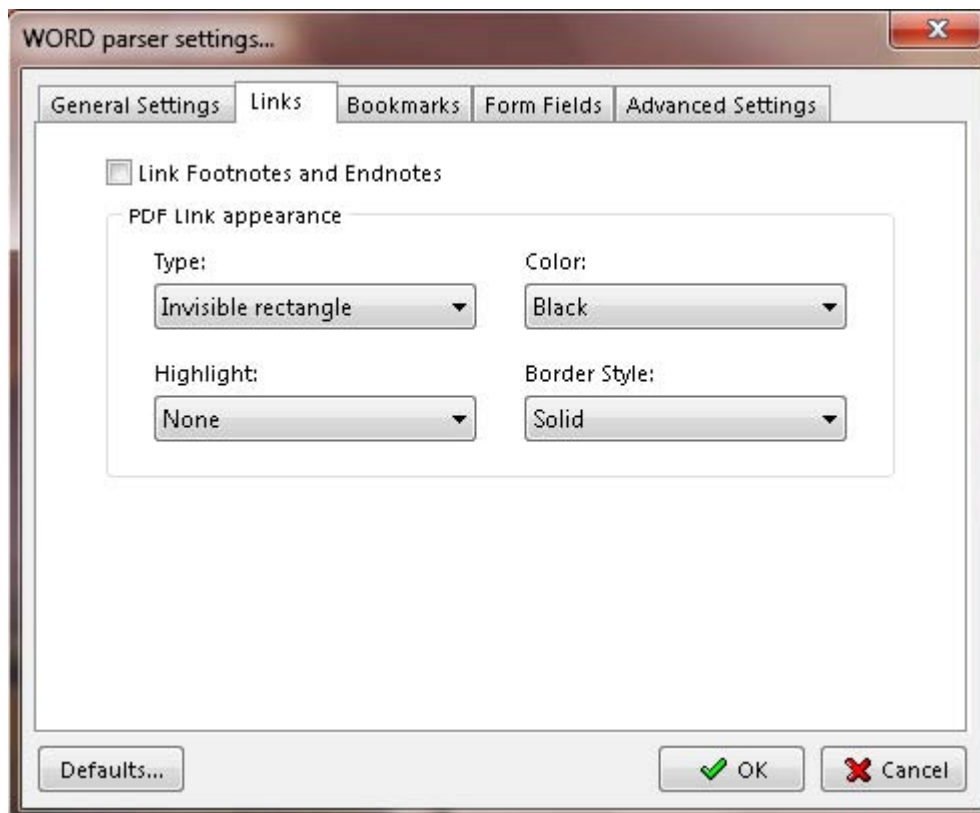 WORD parser settings...
General Settings Links Bookmarks Form Fields Advanced Settings
Link Footnotes and Endnotes
PDF Link appearance
Type: Color:
Invisible rectangle Black
Highlight: Border Style:
None Solid
Defaults... OK Cancel